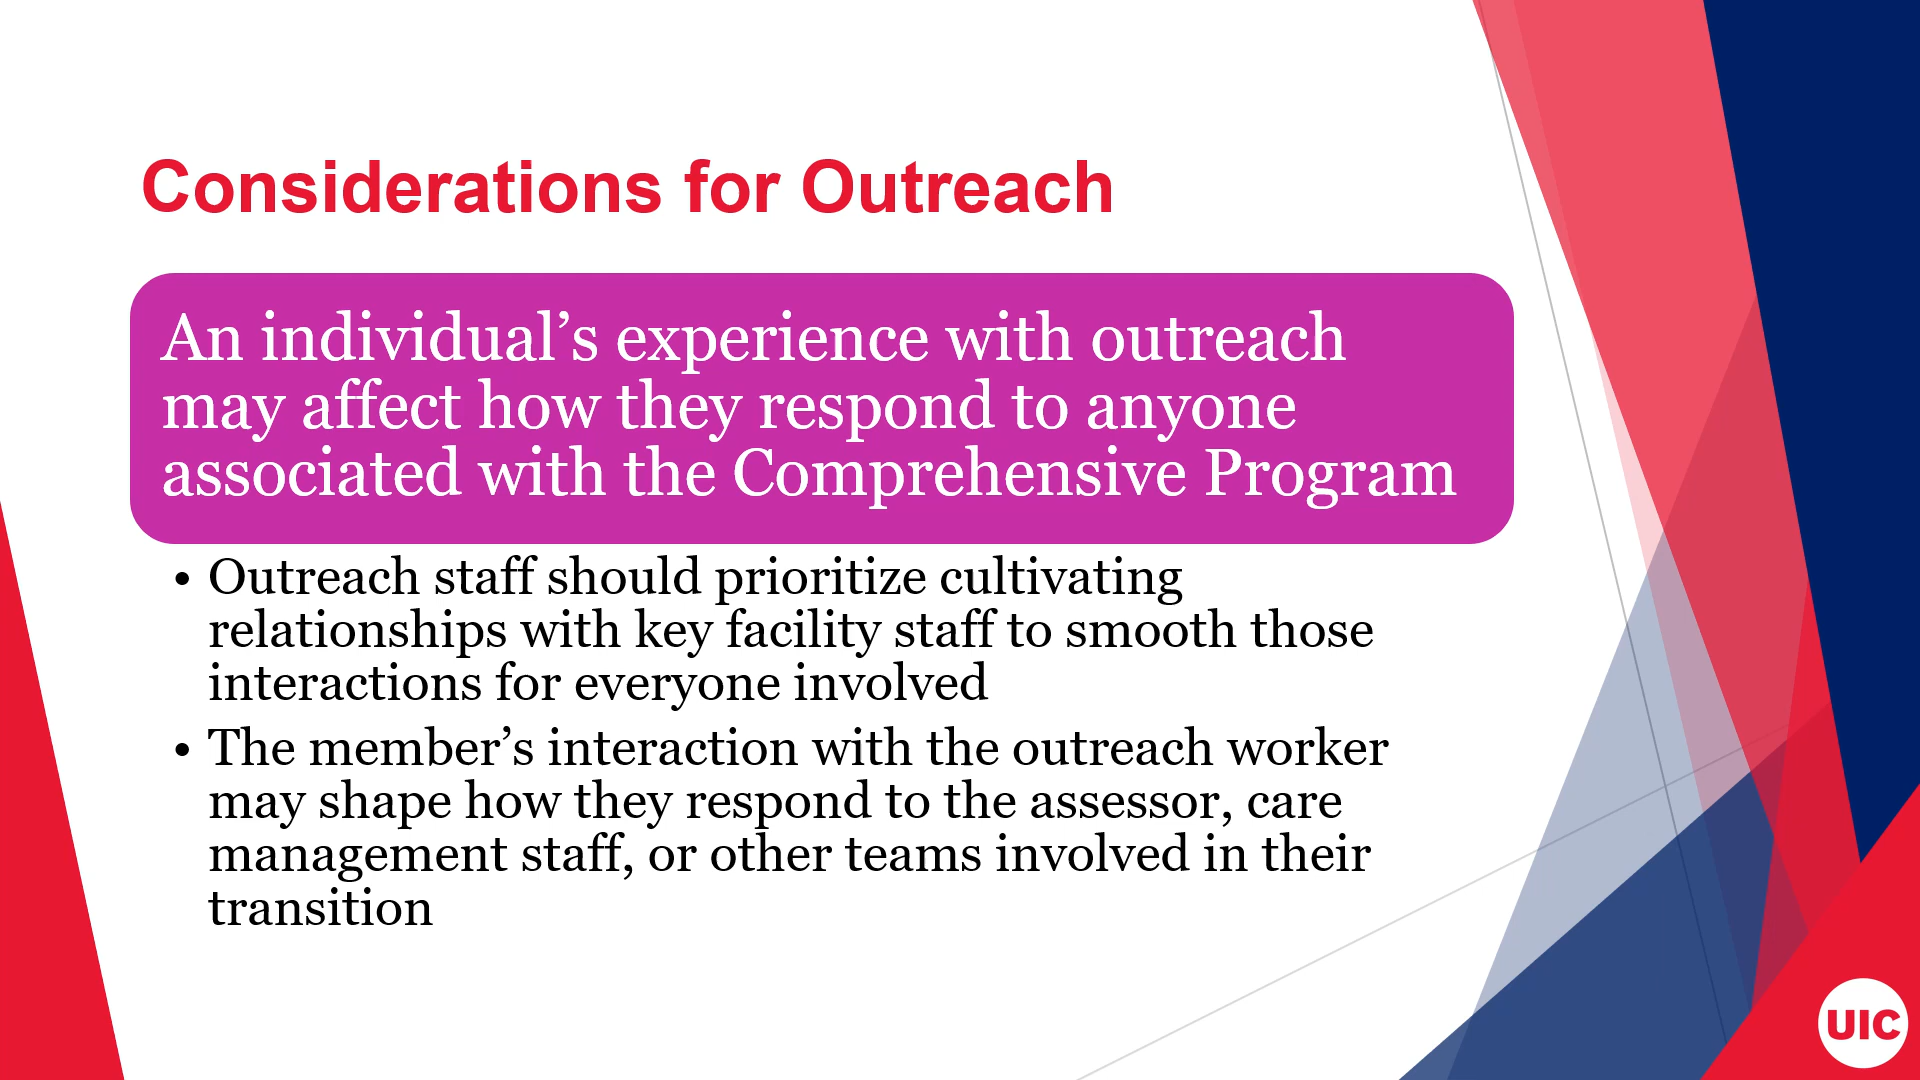 Considerations for Outreach
An individual’s experience with outreach
may affect how they respond to anyone
associated with the Comprehensive Program
• Outreach staff should prioritize cultivating
relationships with key facility staff to smooth those
interactions for everyone involved
• The member’s interaction with the outreach worker
may shape how they respond to the assessor, care
management staff, or other teams involved in their
transition
UIC